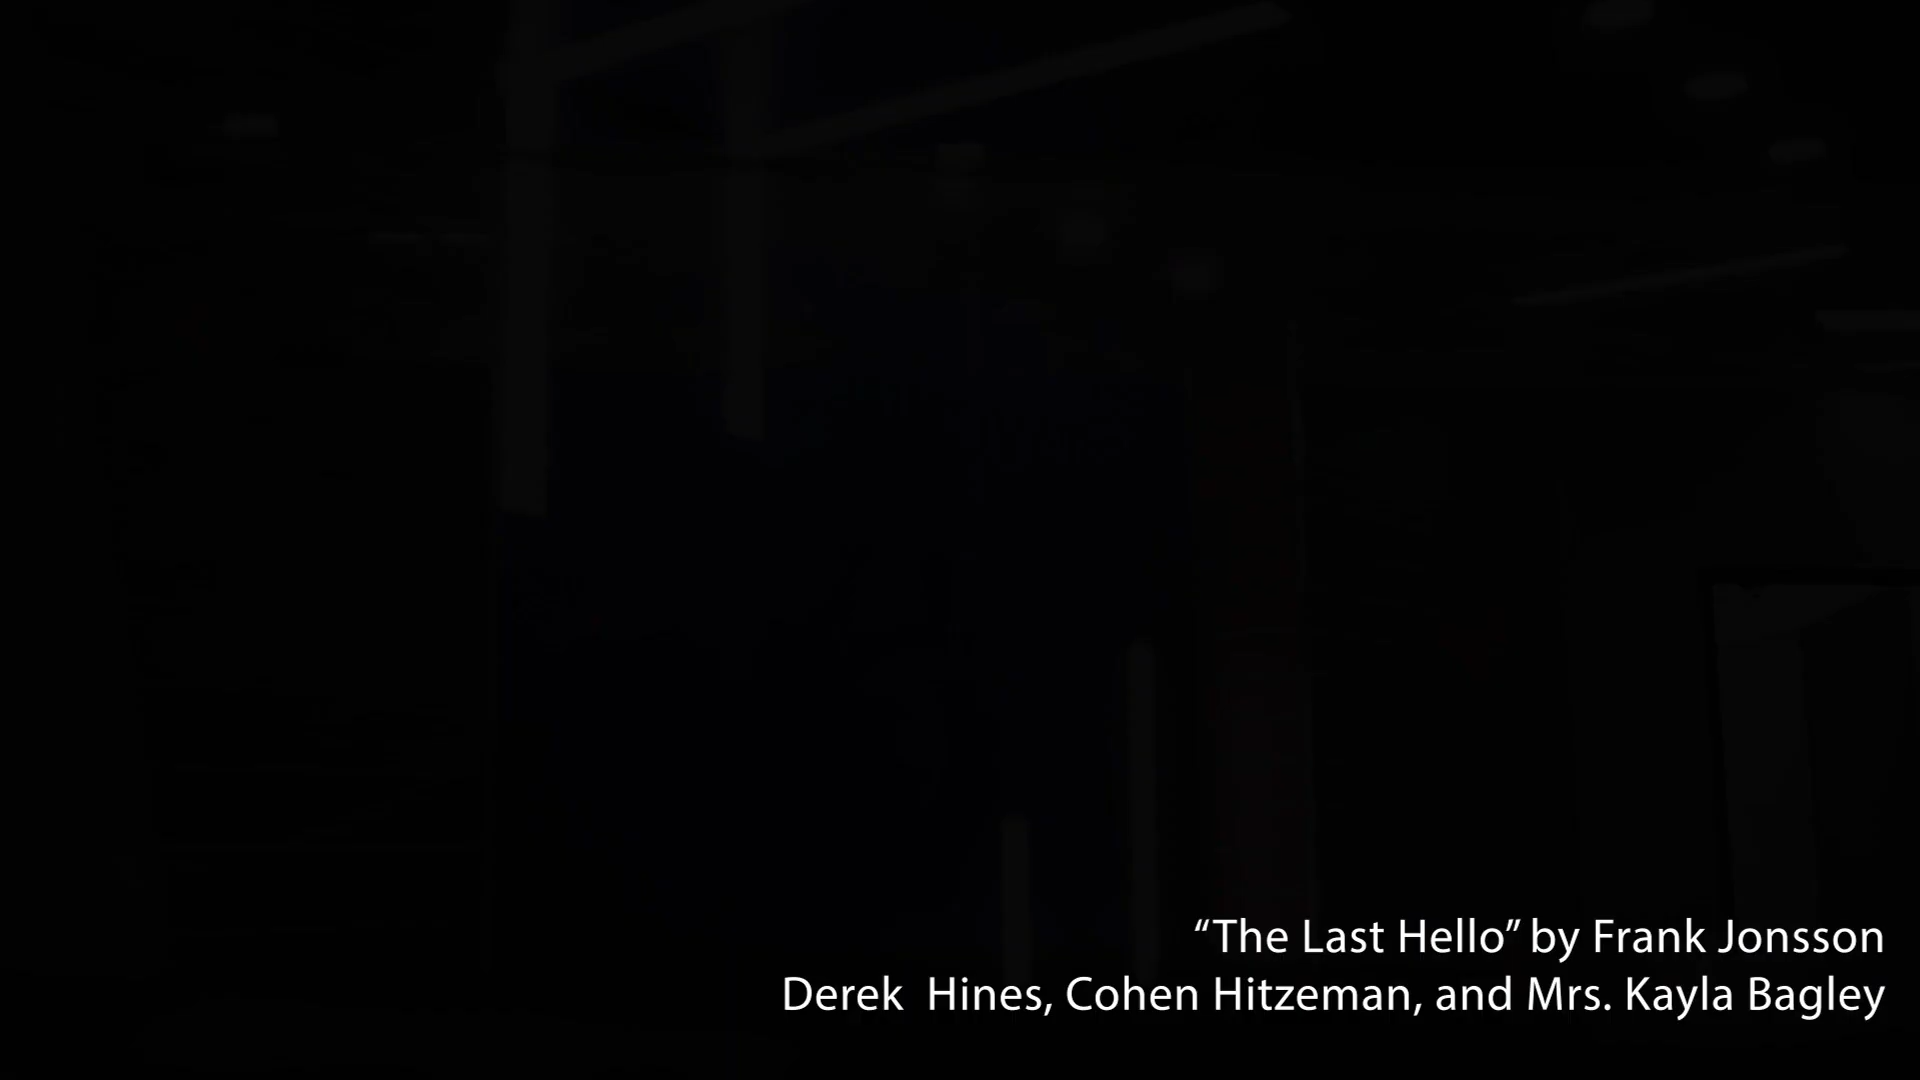 “The Last Hello” by Frank Jonsson
Derek  Hines, Cohen Hitzeman, and Mrs. Kayla Bagley